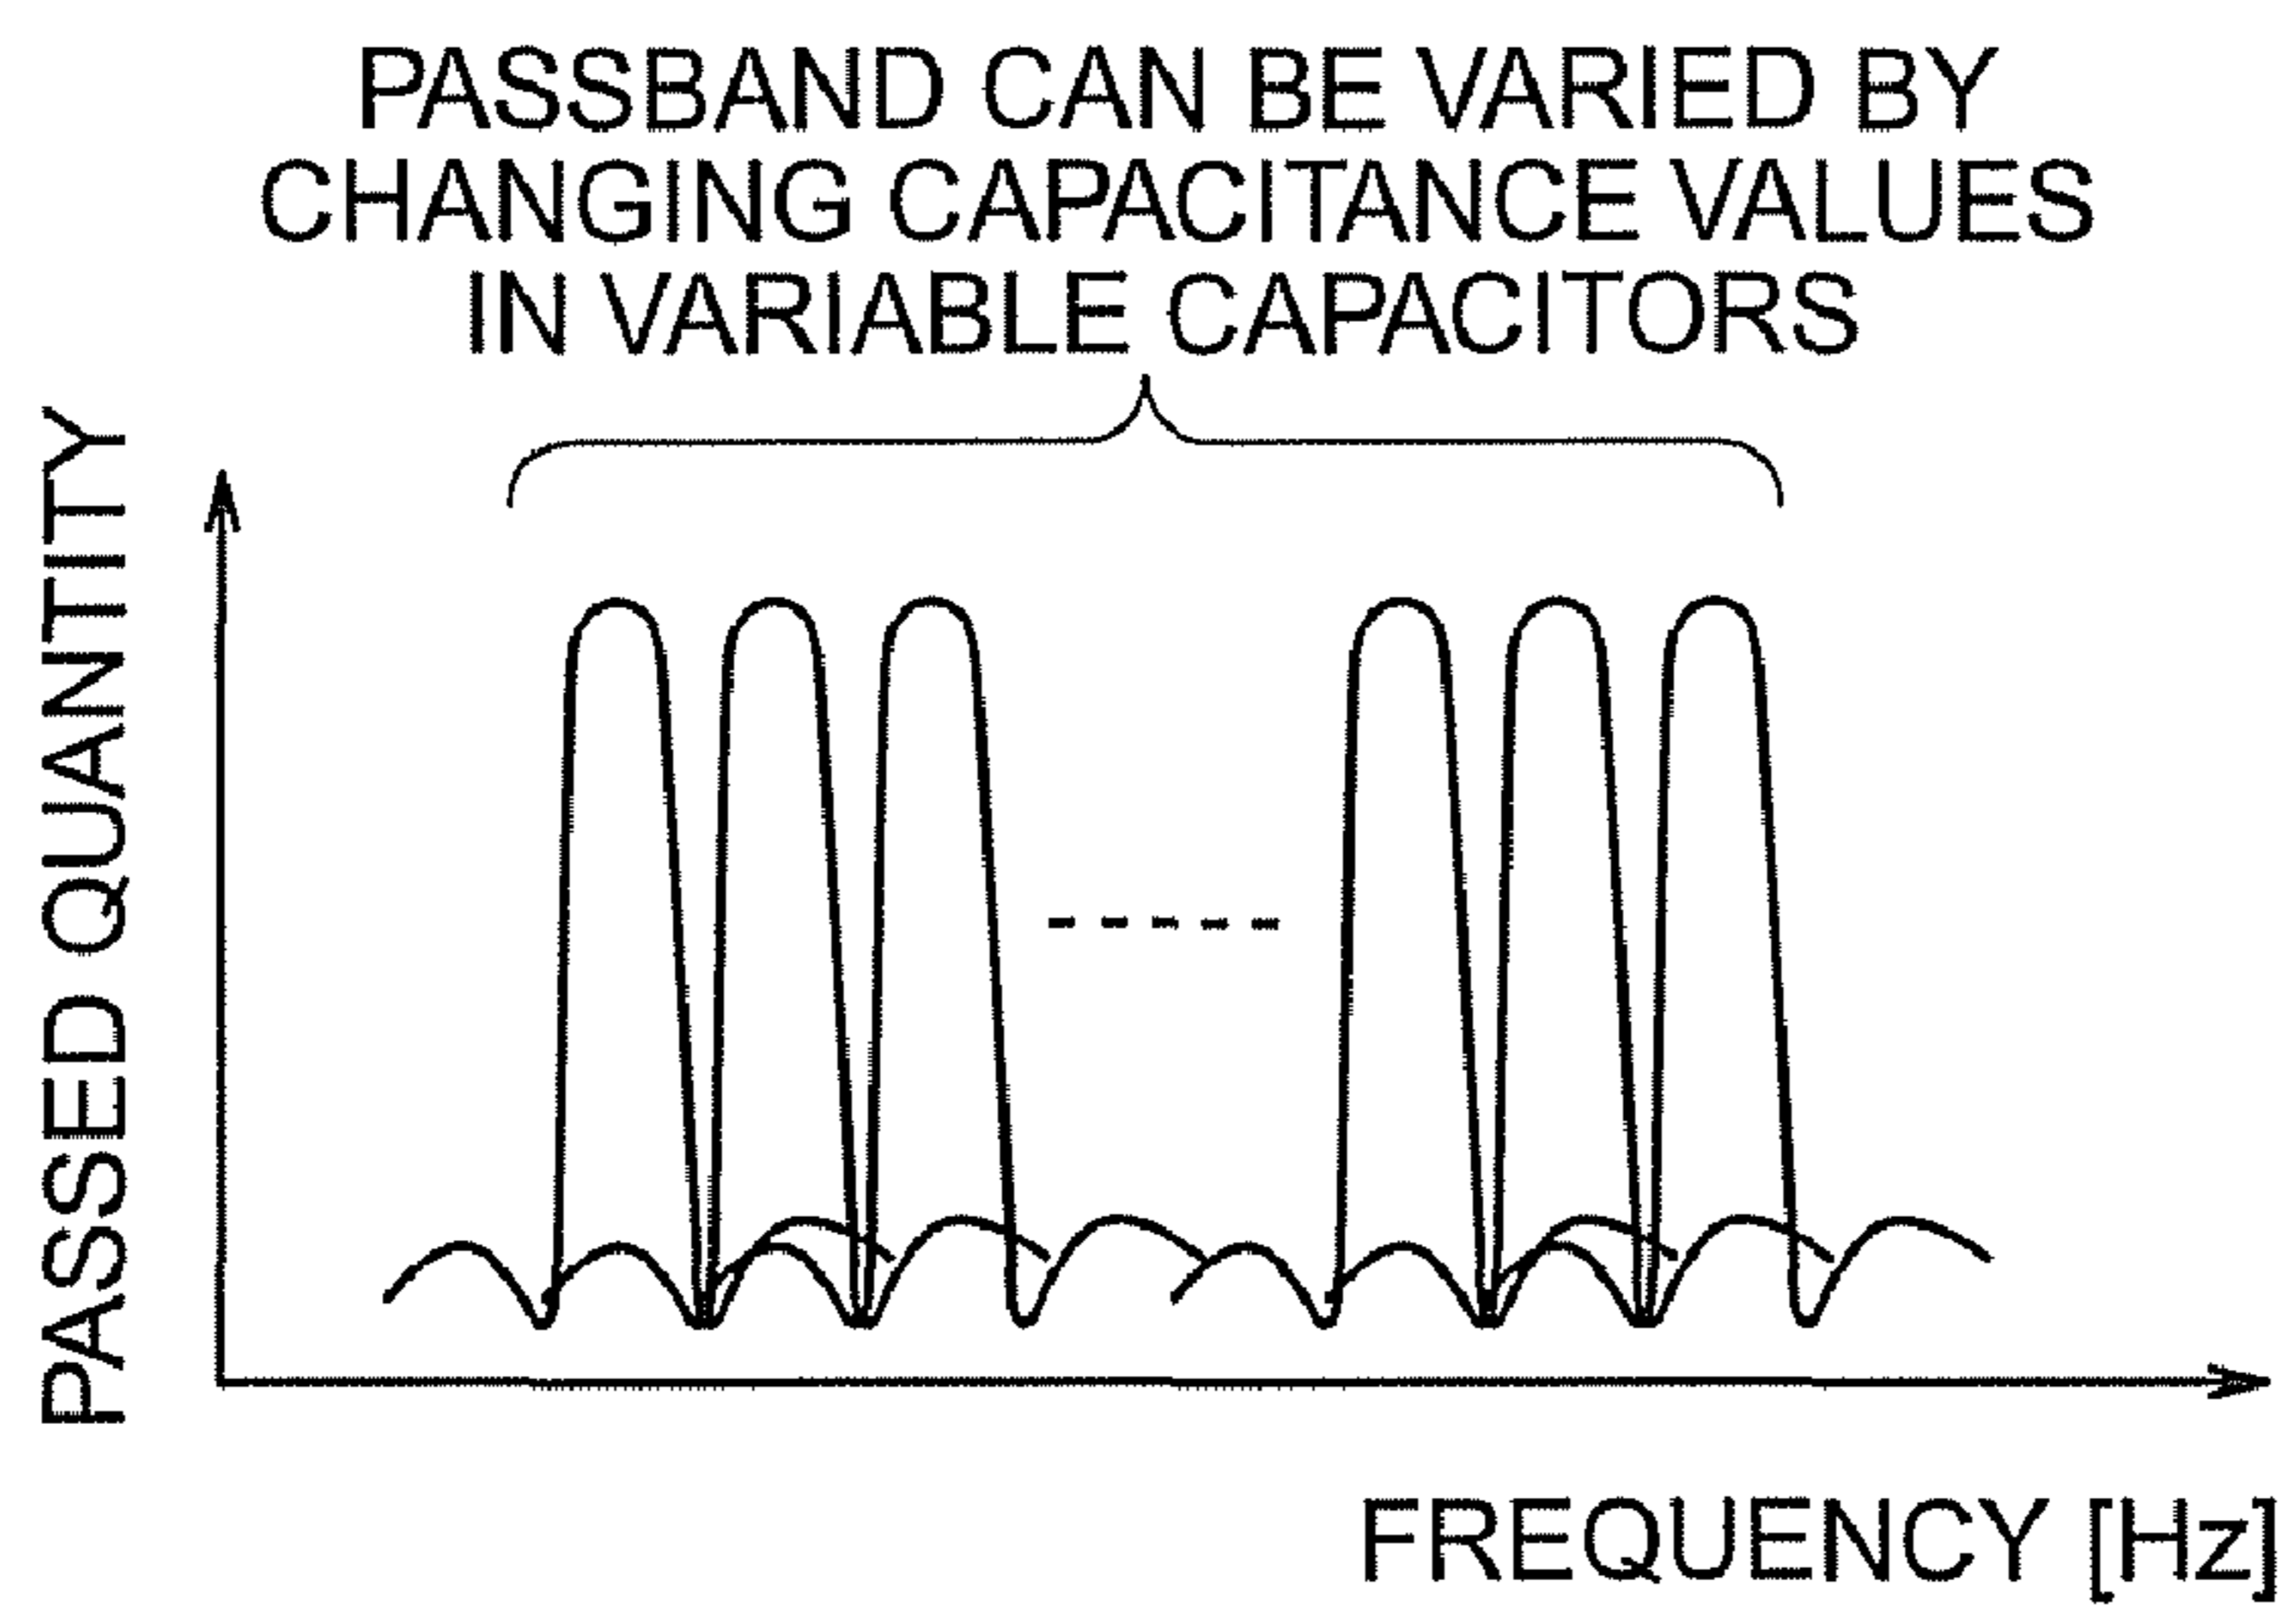 PASSBAND CAN BE VARIED BY
CHANGING CAPACITANCE VALUES
IN VARIABLE CAPACITORS
PASSED QUANTITY
FREQUENCY [Hz]